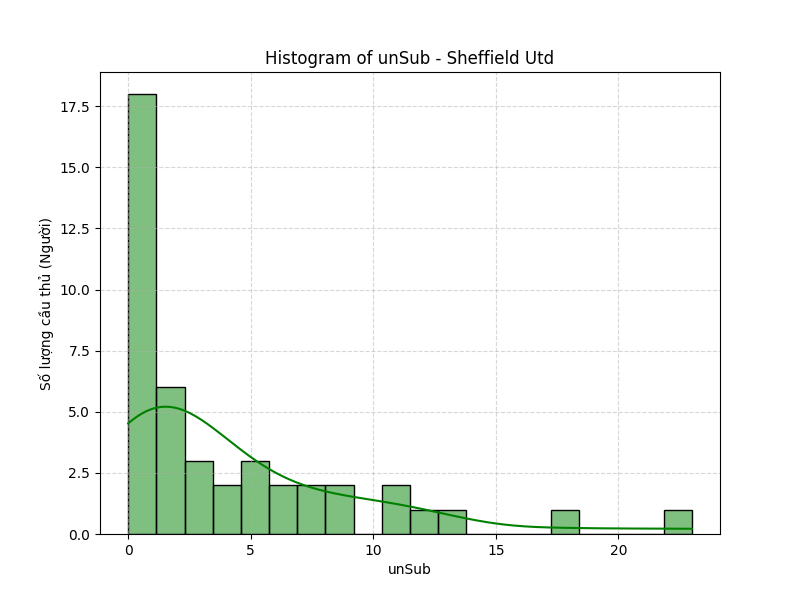 Histogram of unSub - Sheffield Utd
Số lượng cầu thủ (Người)
17.5
15.0
12.5
10.0
7.5
5.0
2.5
0.0
0 5 10 15 20
unSub